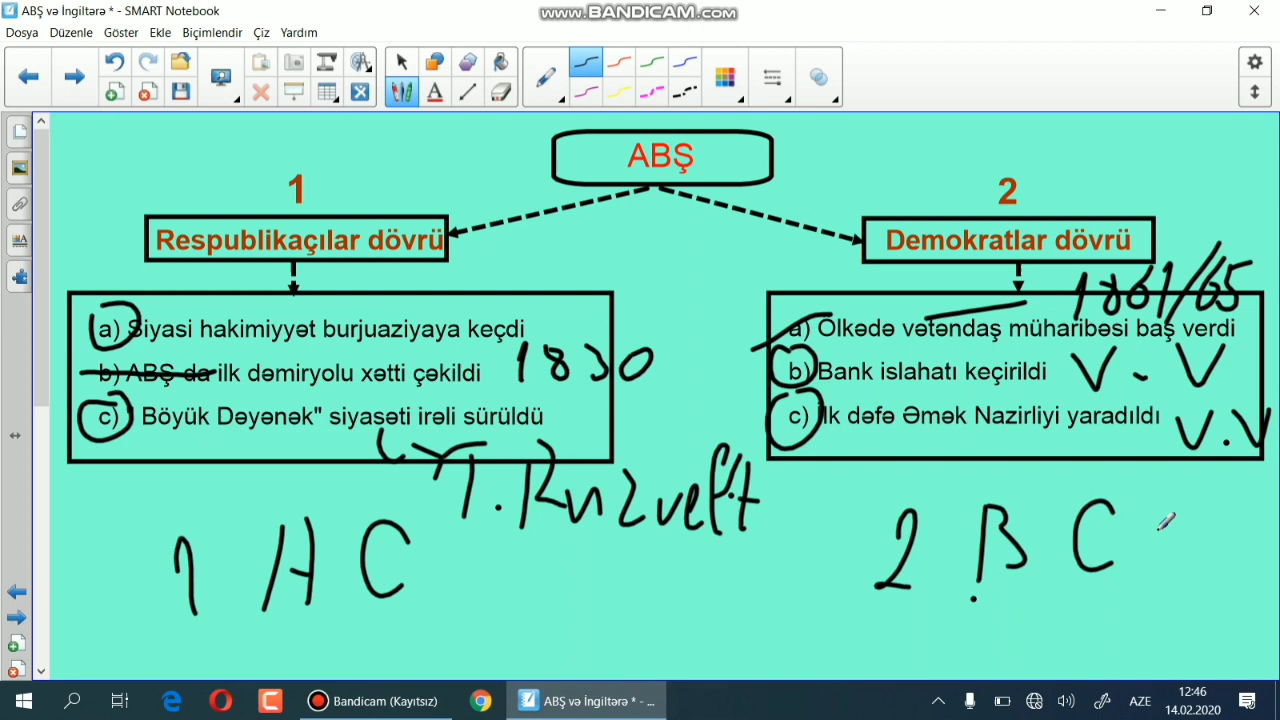 ABŞ və İngiltərə * - SMART Notebook
www.BANDICAM.com
Dosya Düzenle Göster Ekle Biçimlendir Çiz Yardım
ABŞ
1
2
Respublikaçılar dövrü
Demokratlar dövrü
1861/65
a) Siyasi hakimiyyət burjuaziyaya keçdi
b) ABŞ-da ilk dəmiryolu xətti çəkildi
1830
c) " Böyük Dəyənək" siyasəti irəli sürüldü
a) Ölkədə vətəndaş müharibəsi baş verdi
b) Bank islahatı keçirildi
V - V
c) İlk dəfə Əmək Nazirliyi yaradıldı
V . V
T. Ruzvelt
1 A C
2 B C
Bandicam (Kayıtsız)
ABŞ və İngiltərə * - ...
AZE
12:46
14.02.2020